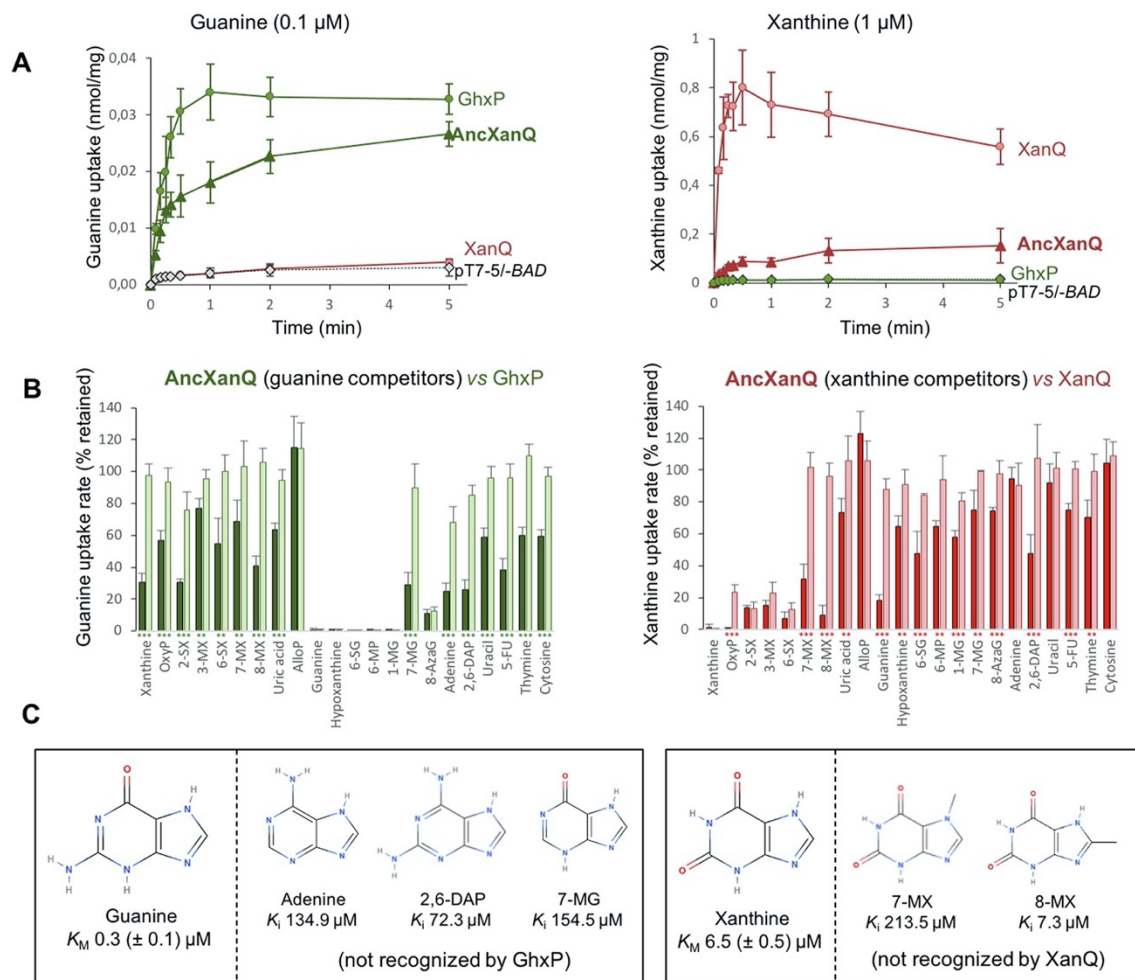 Guanine (0.1 µM)
Xanthine (1 µM)
A
Guanine uptake (nmol/mg)
0,04
0,03
0,02
0,01
0,00
0
1
2
3
4
5
Time (min)
GhxP
AncXanQ
XanQ
pT7-5/-BAD
Xanthine uptake (nmol/mg)
1
0,8
0,6
0,4
0,2
0
0
1
2
3
4
5
Time (min)
XanQ
AncXanQ
GhxP
pT7-5/-BAD
B
AncXanQ (guanine competitors) vs GhxP
Guanine uptake rate (% retained)
140
120
100
80
60
40
20
0
Xanthine
OxyP
2-SX
3-MX
6-SX
7-MX
8-MX
Uric acid
AlloP
Guanine
Hypoxanthine
6-SG
6-MP
1-MG
7-MG
8-AzaG
Adenine
2,6-DAP
Uracil
5-FU
Thymine
Cytosine
AncXanQ (xanthine competitors) vs XanQ
Xanthine uptake rate (% retained)
140
120
100
80
60
40
20
0
Xanthine
OxyP
2-SX
3-MX
6-SX
7-MX
8-MX
Uric acid
AlloP
Guanine
Hypoxanthine
6-SG
6-MP
1-MG
7-MG
8-AzaG
Adenine
2,6-DAP
Uracil
5-FU
Thymine
Cytosine
C
Guanine
KM 0.3 (± 0.1) µM
Adenine
Ki 134.9 µM
2,6-DAP
Ki 72.3 µM
7-MG
Ki 154.5 µM
(not recognized by GhxP)
Xanthine
KM 6.5 (± 0.5) µM
7-MX
Ki 213.5 µM
8-MX
Ki 7.3 µM
(not recognized by XanQ)